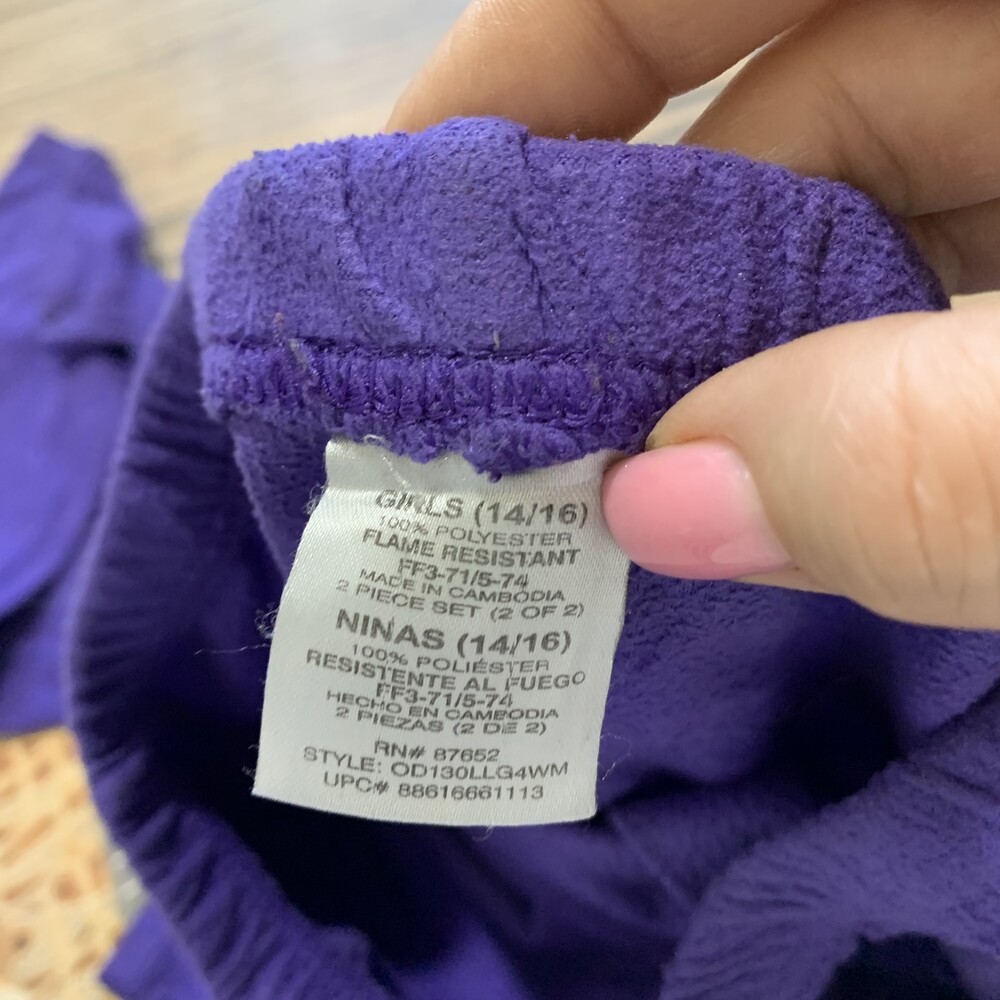 GIRLS (14/16)
100% POLYESTER
FLAME RESISTANT
FF3-71/5-74
MADE IN CAMBODIA
2 PIECE SET (2 OF 2)
NINAS (14/16)
100% POLIÉSTER
RESISTENTE AL FUEGO
FF3-71/5-74
HECHO EN CAMBODIA
2 PIEZAS (2 DE 2)
RN# 87652
STYLE: OD130LLG4WM
UPC# 88616661113